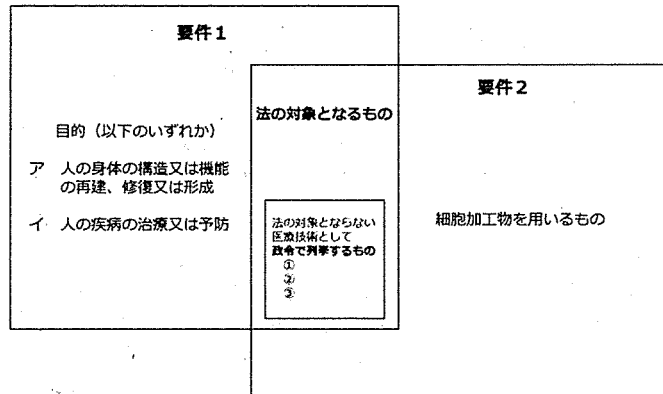 要件1
目的（以下のいずれか）
ア　人の身体の構造又は機能
の再建、修復又は形成
イ　人の疾病の治療又は予防
法の対象となるもの
法の対象とならない
医療技術として
政令で列挙するもの
①
②
③
要件2
細胞加工物を用いるもの